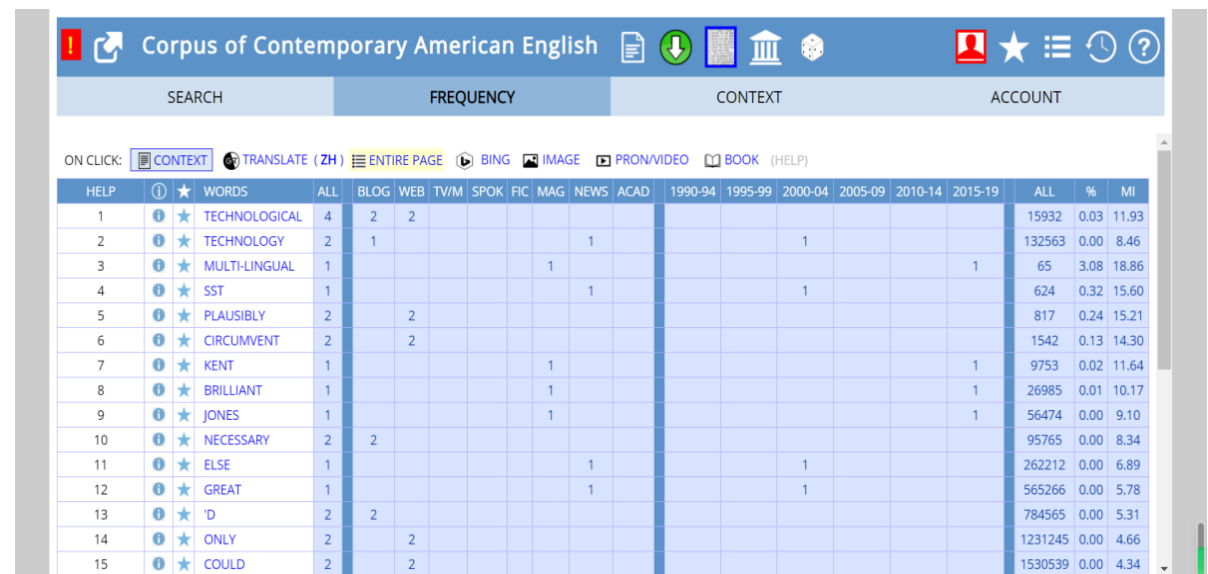 ! Corpus of Contemporary American English ?
SEARCH FREQUENCY CONTEXT ACCOUNT
ON CLICK: CONTEXT TRANSLATE (ZH) ENTIRE PAGE BING IMAGE PRON/VIDEO BOOK (HELP)
HELP WORDS ALL BLOG WEB TV/M SPOK FIC MAG NEWS ACAD 1990-94 1995-99 2000-04 2005-09 2010-14 2015-19 ALL % MI
1 TECHNOLOGICAL 4 2 2 15932 0.03 11.93
2 TECHNOLOGY 2 1 1 1 132563 0.00 8.46
3 MULTI-LINGUAL 1 1 1 65 3.08 18.86
4 SST 1 1 1 624 0.32 15.60
5 PLAUSIBLY 2 2 817 0.24 15.21
6 CIRCUMVENT 2 2 1542 0.13 14.30
7 KENT 1 1 1 9753 0.02 11.64
8 BRILLIANT 1 1 1 26985 0.01 10.17
9 JONES 1 1 1 56474 0.00 9.10
10 NECESSARY 2 2 95765 0.00 8.34
11 ELSE 1 1 1 262212 0.00 6.89
12 GREAT 1 1 1 565266 0.00 5.78
13 'D 2 2 784565 0.00 5.31
14 ONLY 2 2 1231245 0.00 4.66
15 COULD 2 2 1530539 0.00 4.34